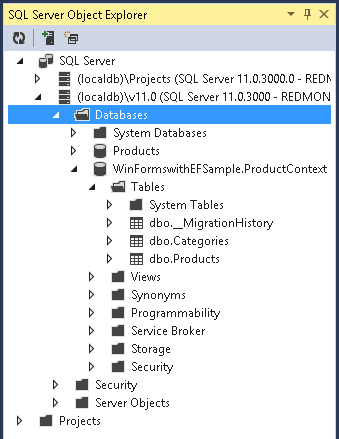 SQL Server Object Explorer
SQL Server
(localdb)\Projects (SQL Server 11.0.3000.0 - REDM
(localdb)\v11.0 (SQL Server 11.0.3000 - REDMON
Databases
System Databases
Products
WinFormswithEFSample.ProductContext
Tables
System Tables
dbo.__MigrationHistory
dbo.Categories
dbo.Products
Views
Synonyms
Programmability
Service Broker
Storage
Security
Security
Server Objects
Projects